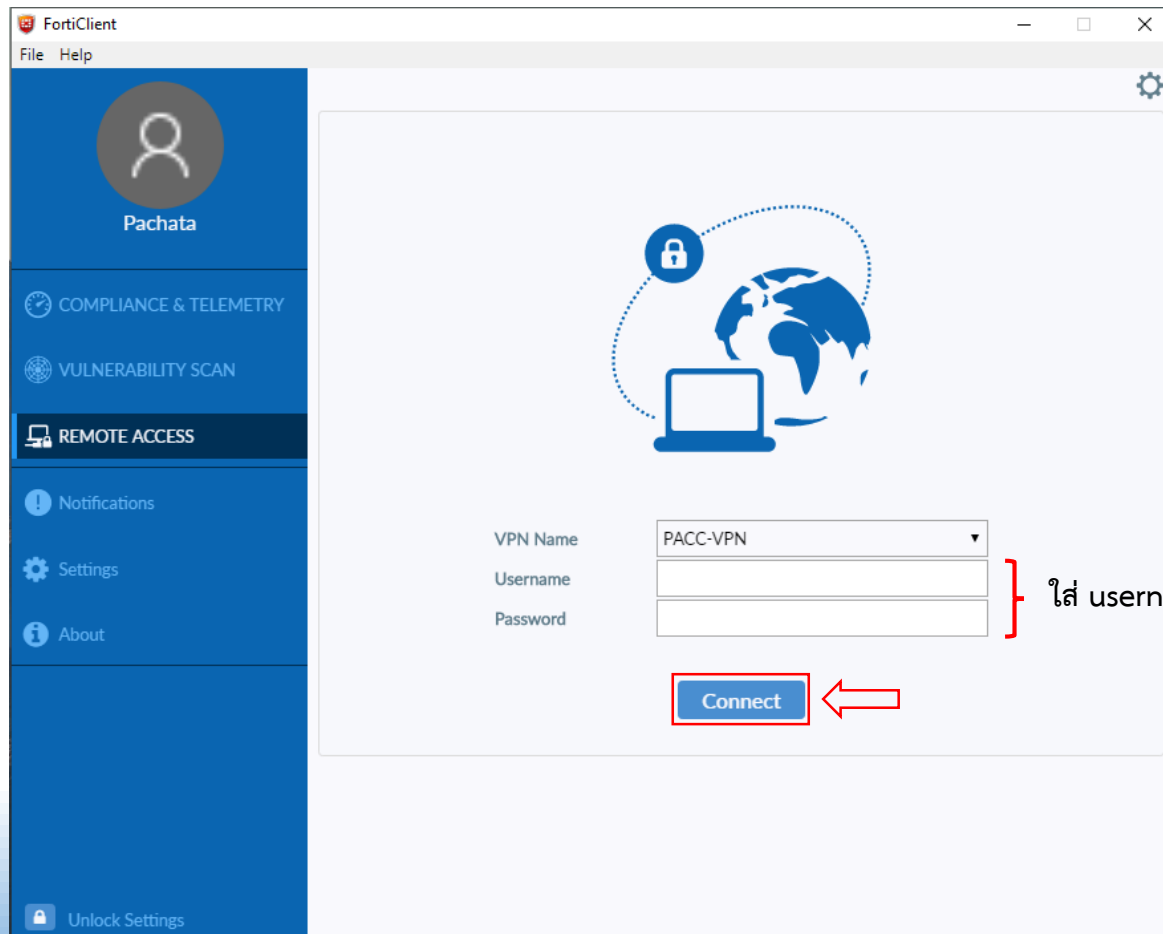 FortiClient
File Help
Pachata
COMPLIANCE & TELEMETRY
VULNERABILITY SCAN
REMOTE ACCESS
Notifications
Settings
About
Unlock Settings
VPN Name PACC-VPN
Username
Password
ใส่ usern
Connect